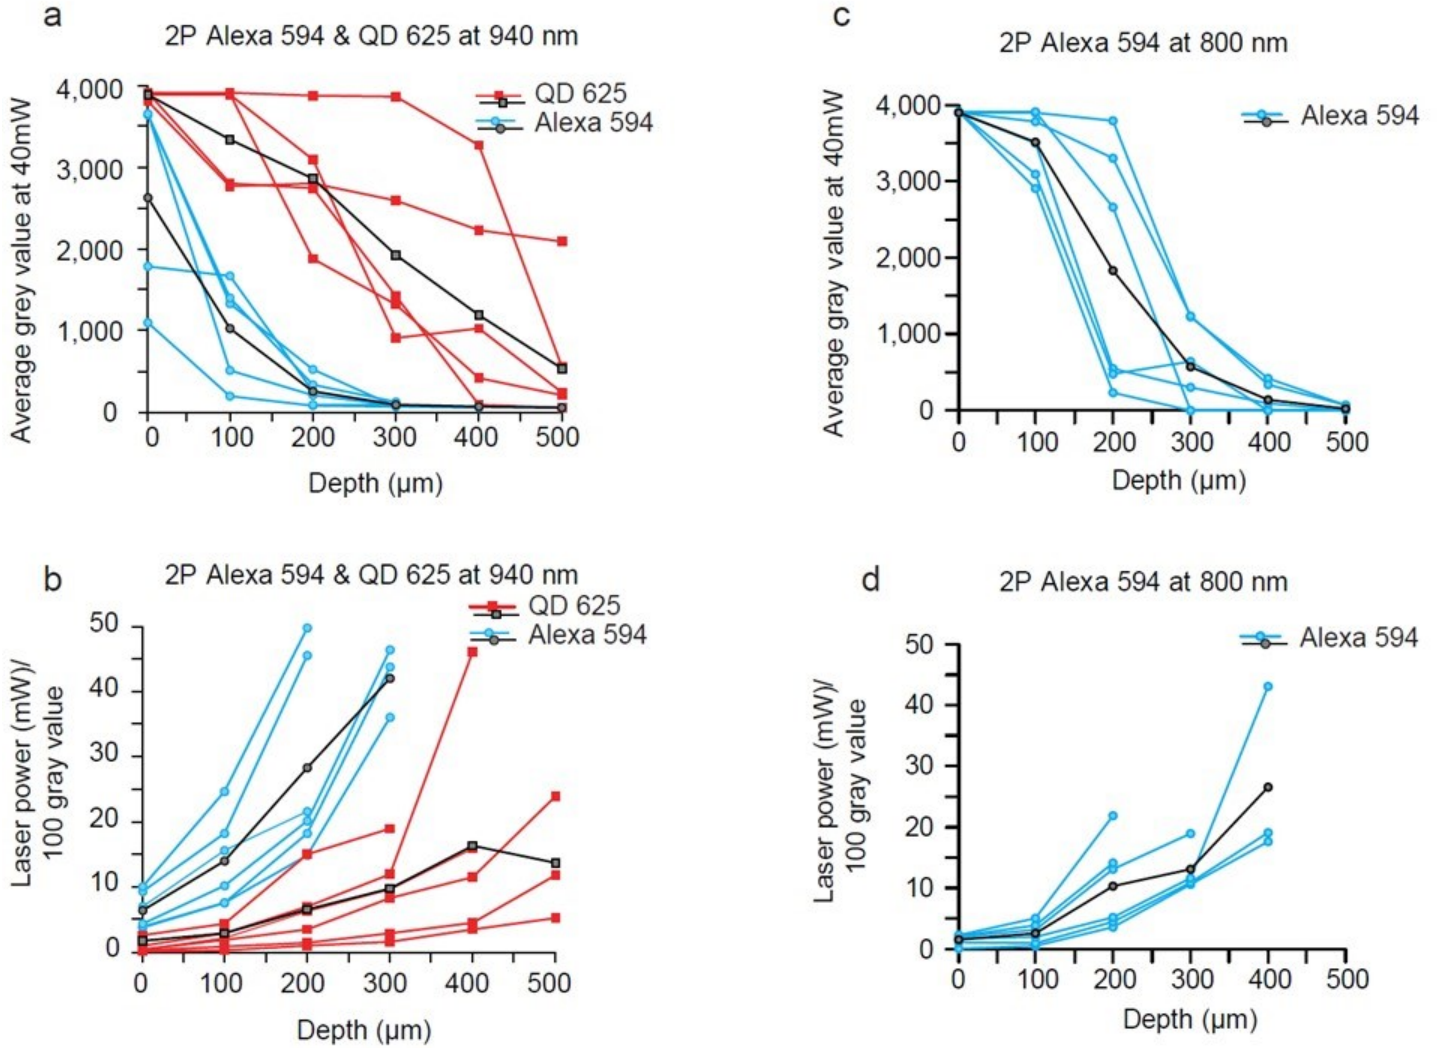 a
2P Alexa 594 & QD 625 at 940 nm
QD 625
Alexa 594
Average grey value at 40mW
4,000
3,000
2,000
1,000
0
0 100 200 300 400 500
Depth (µm)
c
2P Alexa 594 at 800 nm
Alexa 594
Average gray value at 40mW
4,000
3,000
2,000
1,000
0
0 100 200 300 400 500
Depth (µm)
b
2P Alexa 594 & QD 625 at 940 nm
QD 625
Alexa 594
Laser power (mW)/
100 gray value
50
40
30
20
10
0
0 100 200 300 400 500
Depth (µm)
d
2P Alexa 594 at 800 nm
Alexa 594
Laser power (mW)/
100 gray value
50
40
30
20
10
0
0 100 200 300 400 500
Depth (µm)